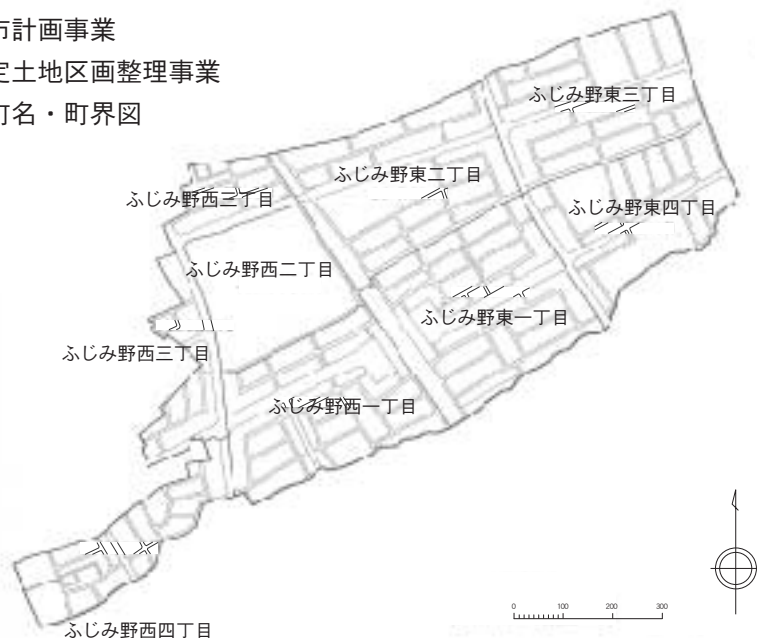 市計画事業
定土地区画整理事業
町名・町界図
ふじみ野東三丁目
ふじみ野東二丁目
ふじみ野西三丁目
ふじみ野東四丁目
ふじみ野西二丁目
ふじみ野東一丁目
ふじみ野西三丁目
ふじみ野西一丁目
ふじみ野西四丁目
0 100 200 300